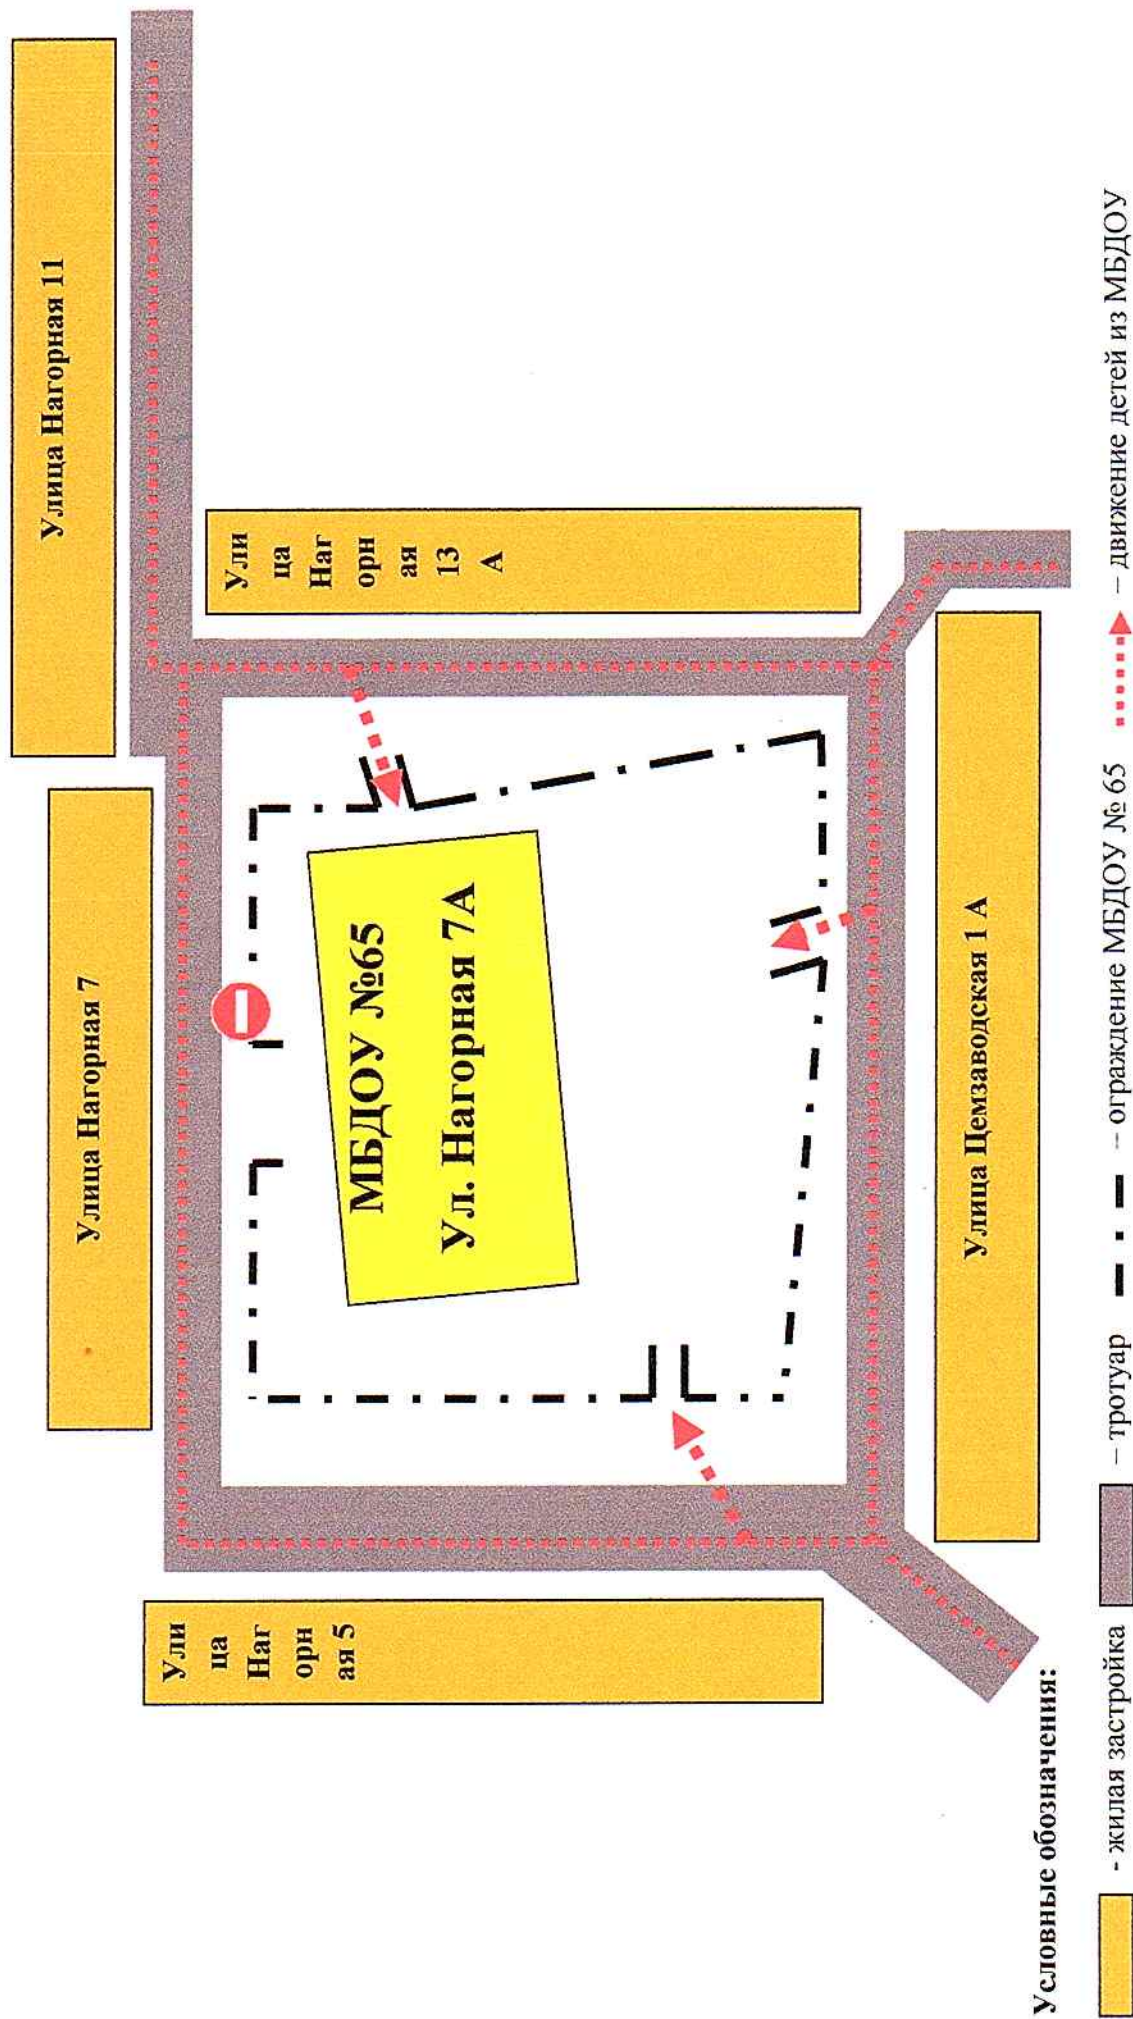 Улица Нагорная 11
Улица Нагорная 7
Ули
ца
Наг
орн
ая
13
А
Ули
ца
Наг
орн
ая 5
МБДОУ №65
Ул. Нагорная 7А
Улица Цемзаводская 1 А
Условные обозначения:
- жилая застройка
– тротуар
– ограждение МБДОУ № 65
– движение детей из МБДОУ